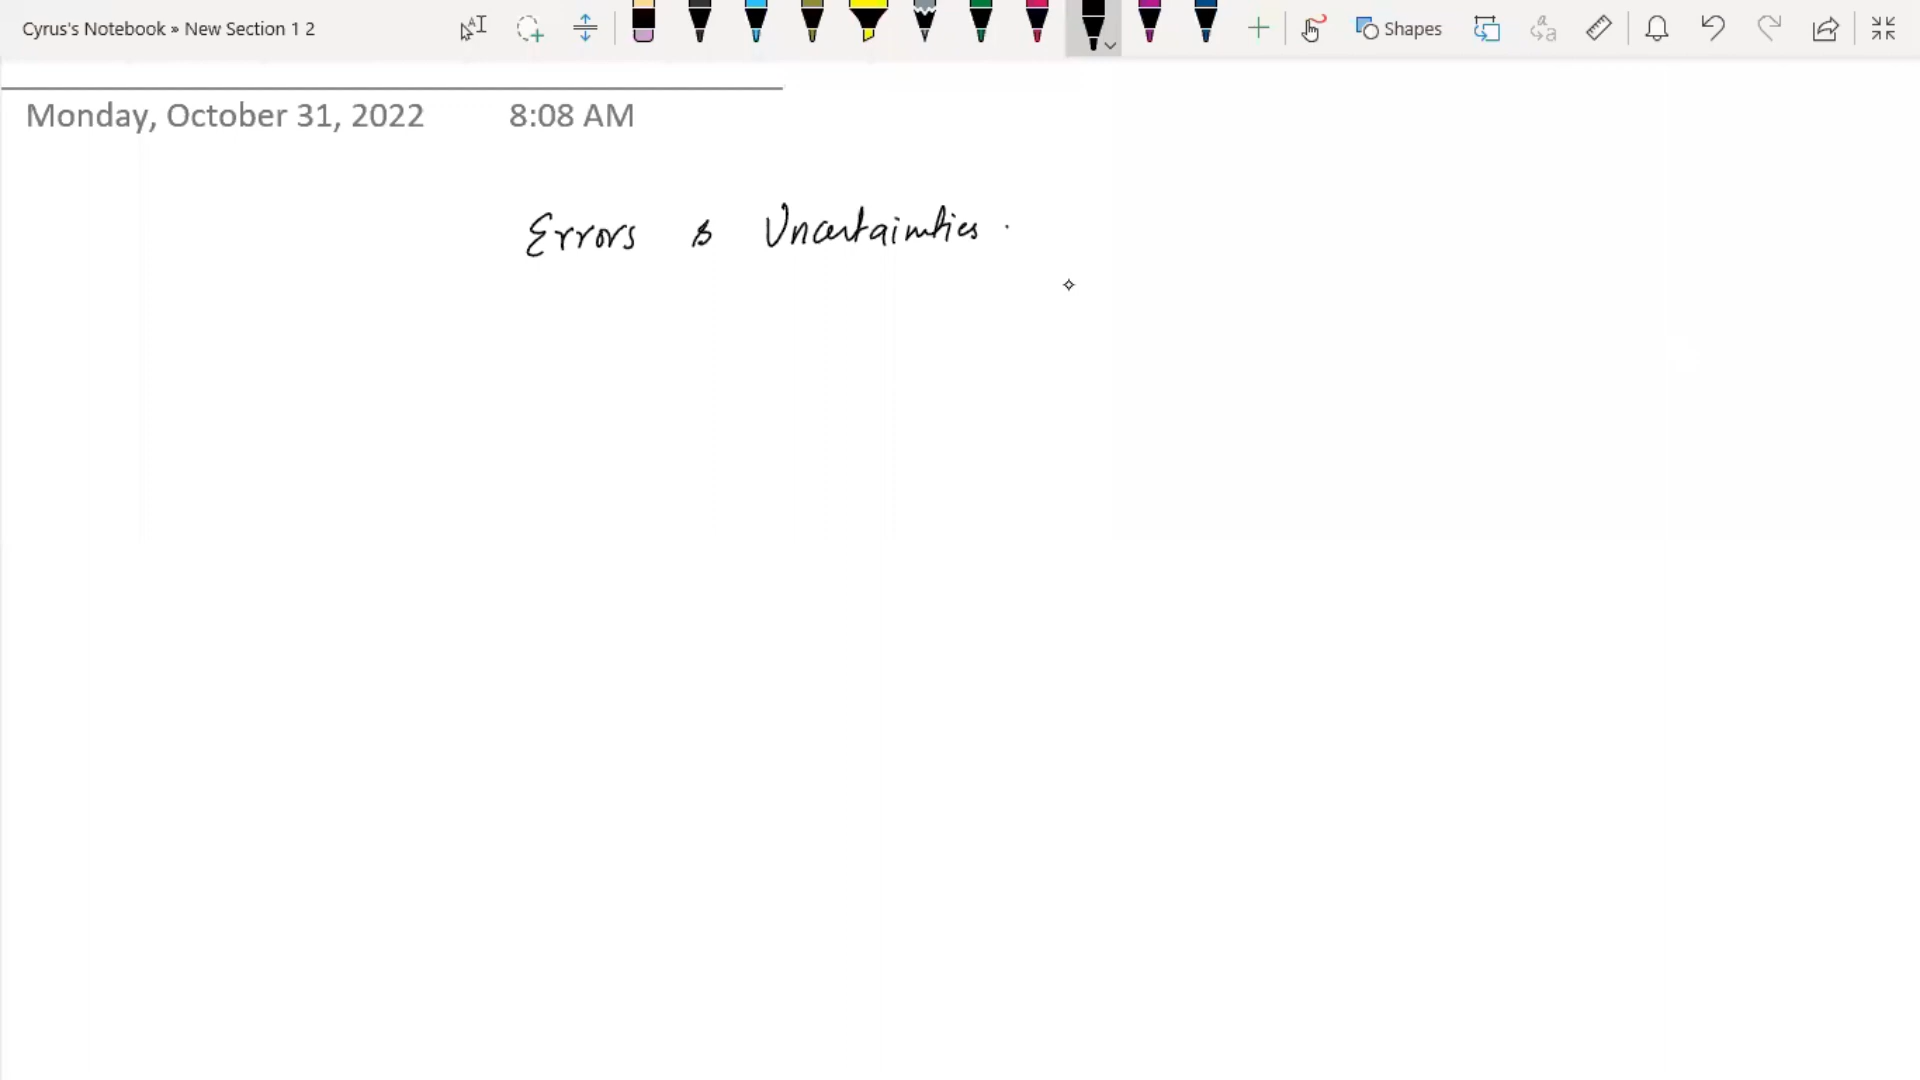 Cyrus's Notebook » New Section 1 2
Shapes
Monday, October 31, 2022 8:08 AM
Errors & Uncertainties .